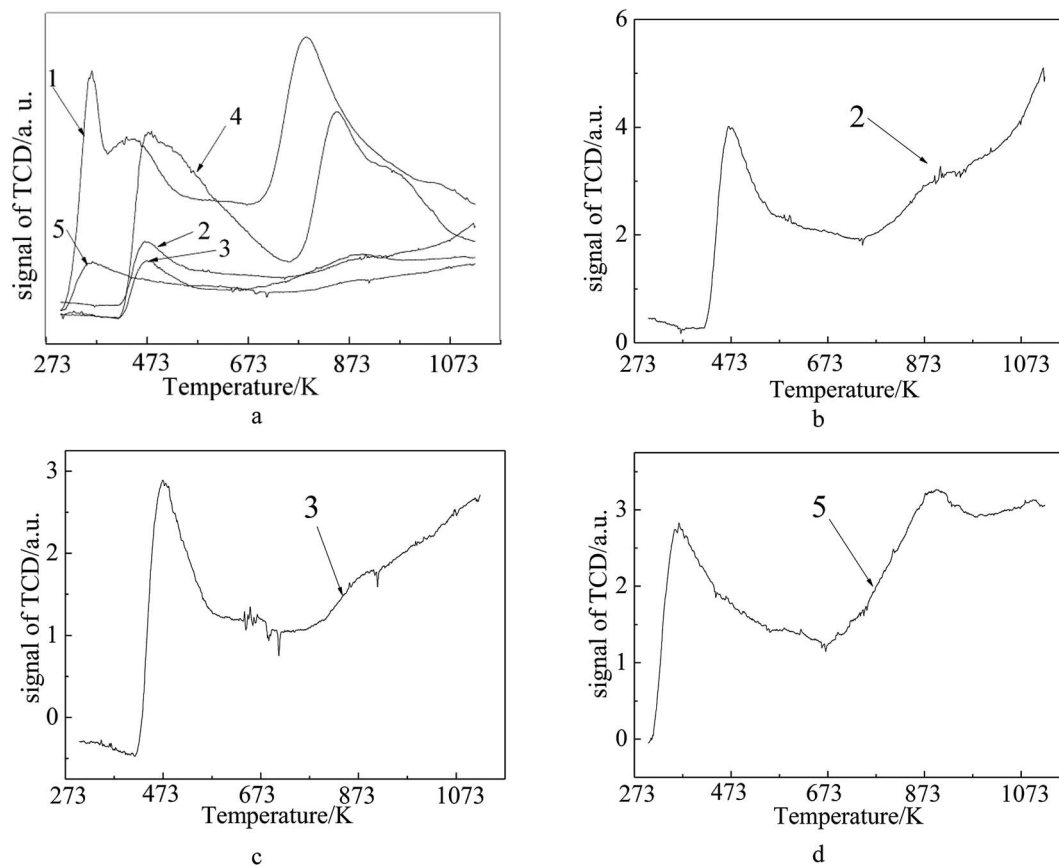 signal of TCD/a. u.
1
4
5
2
3
273 473 673 873 1073
Temperature/K
a
signal of TCD/a.u.
6
4
2
0
2
273 473 673 873 1073
Temperature/K
b
signal of TCD/a.u.
3
2
1
0
3
273 473 673 873 1073
Temperature/K
c
signal of TCD/a.u.
3
2
1
0
5
273 473 673 873 1073
Temperature/K
d